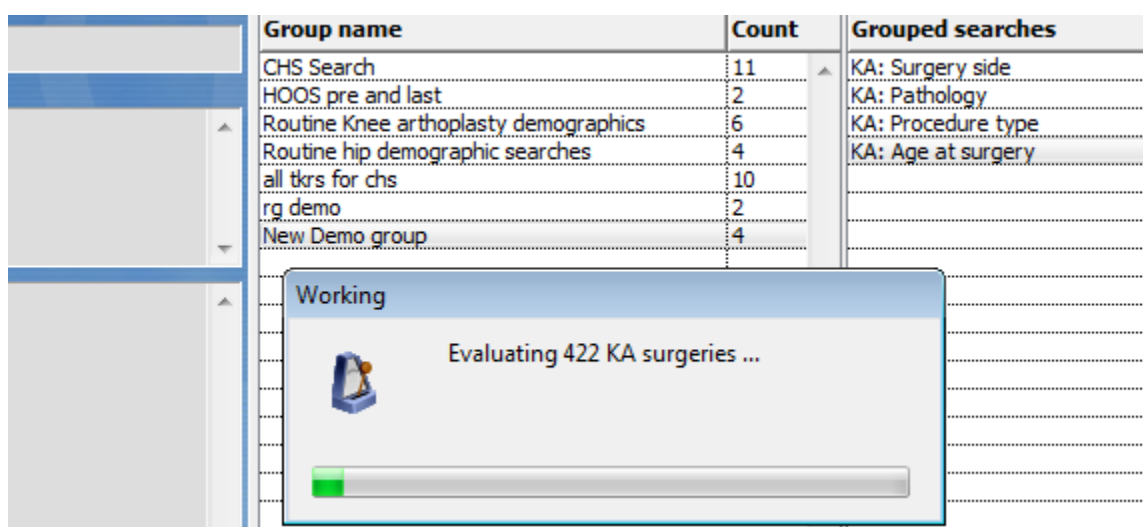 Group name Count Grouped searches
CHS Search 11 KA: Surgery side
HOOS pre and last 2 KA: Pathology
Routine Knee arthoplasty demographics 6 KA: Procedure type
Routine hip demographic searches 4 KA: Age at surgery
all tkrs for chs 10
rg demo 2
New Demo group 4
Working
Evaluating 422 KA surgeries ...